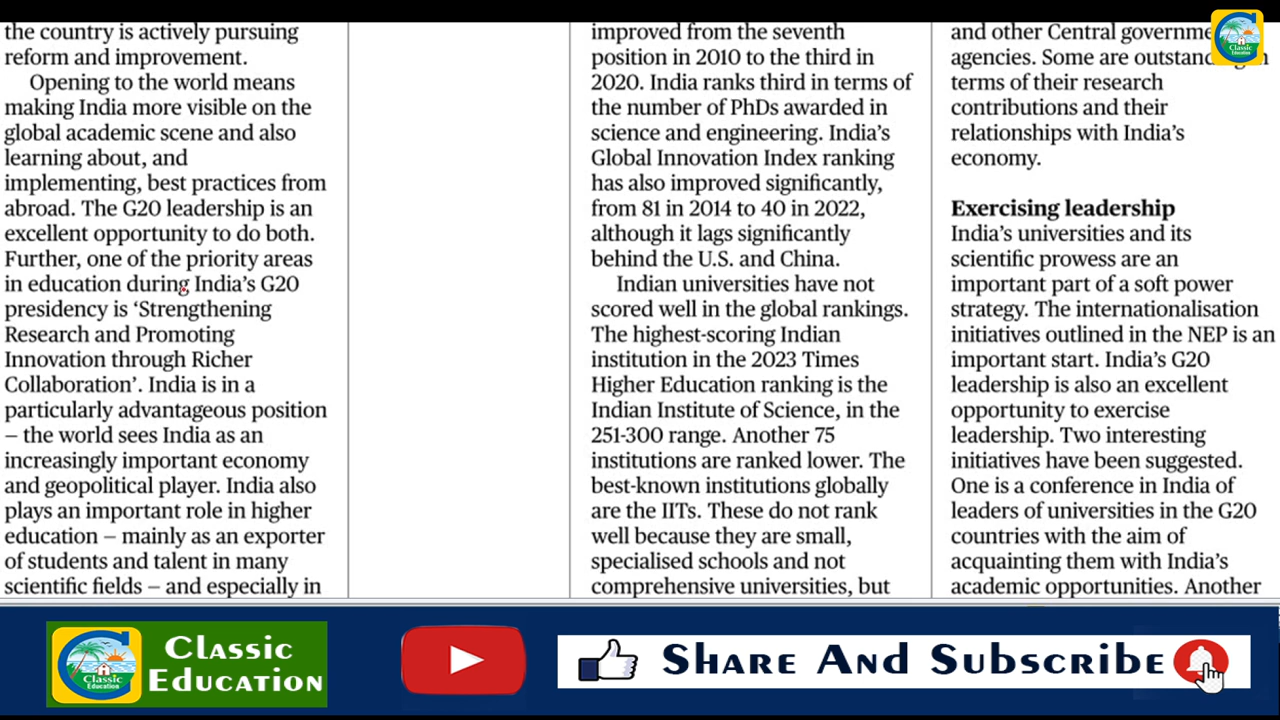 the country is actively pursuing
reform and improvement.
Opening to the world means
making India more visible on the
global academic scene and also
learning about, and
implementing, best practices from
abroad. The G20 leadership is an
excellent opportunity to do both.
Further, one of the priority areas
in education during India’s G20
presidency is ‘Strengthening
Research and Promoting
Innovation through Richer
Collaboration’. India is in a
particularly advantageous position
– the world sees India as an
increasingly important economy
and geopolitical player. India also
plays an important role in higher
education – mainly as an exporter
of students and talent in many
scientific fields – and especially in
improved from the seventh
position in 2010 to the third in
2020. India ranks third in terms of
the number of PhDs awarded in
science and engineering. India’s
Global Innovation Index ranking
has also improved significantly,
from 81 in 2014 to 40 in 2022,
although it lags significantly
behind the U.S. and China.
Indian universities have not
scored well in the global rankings.
The highest-scoring Indian
institution in the 2023 Times
Higher Education ranking is the
Indian Institute of Science, in the
251-300 range. Another 75
institutions are ranked lower. The
best-known institutions globally
are the IITs. These do not rank
well because they are small,
specialised schools and not
comprehensive universities, but
and other Central
agencies. Some are
terms of their research
contributions and their
relationships with India’s
economy.
Exercising leadership
India’s universities and its
scientific prowess are an
important part of a soft power
strategy. The internationalisation
initiatives outlined in the NEP is an
important start. India’s G20
leadership is also an excellent
opportunity to exercise
leadership. Two interesting
initiatives have been suggested.
One is a conference in India of
leaders of universities in the G20
countries with the aim of
acquainting them with India’s
academic opportunities. Another
Classic
Education
Classic
Education
Classic
Education
Share And Subscribe